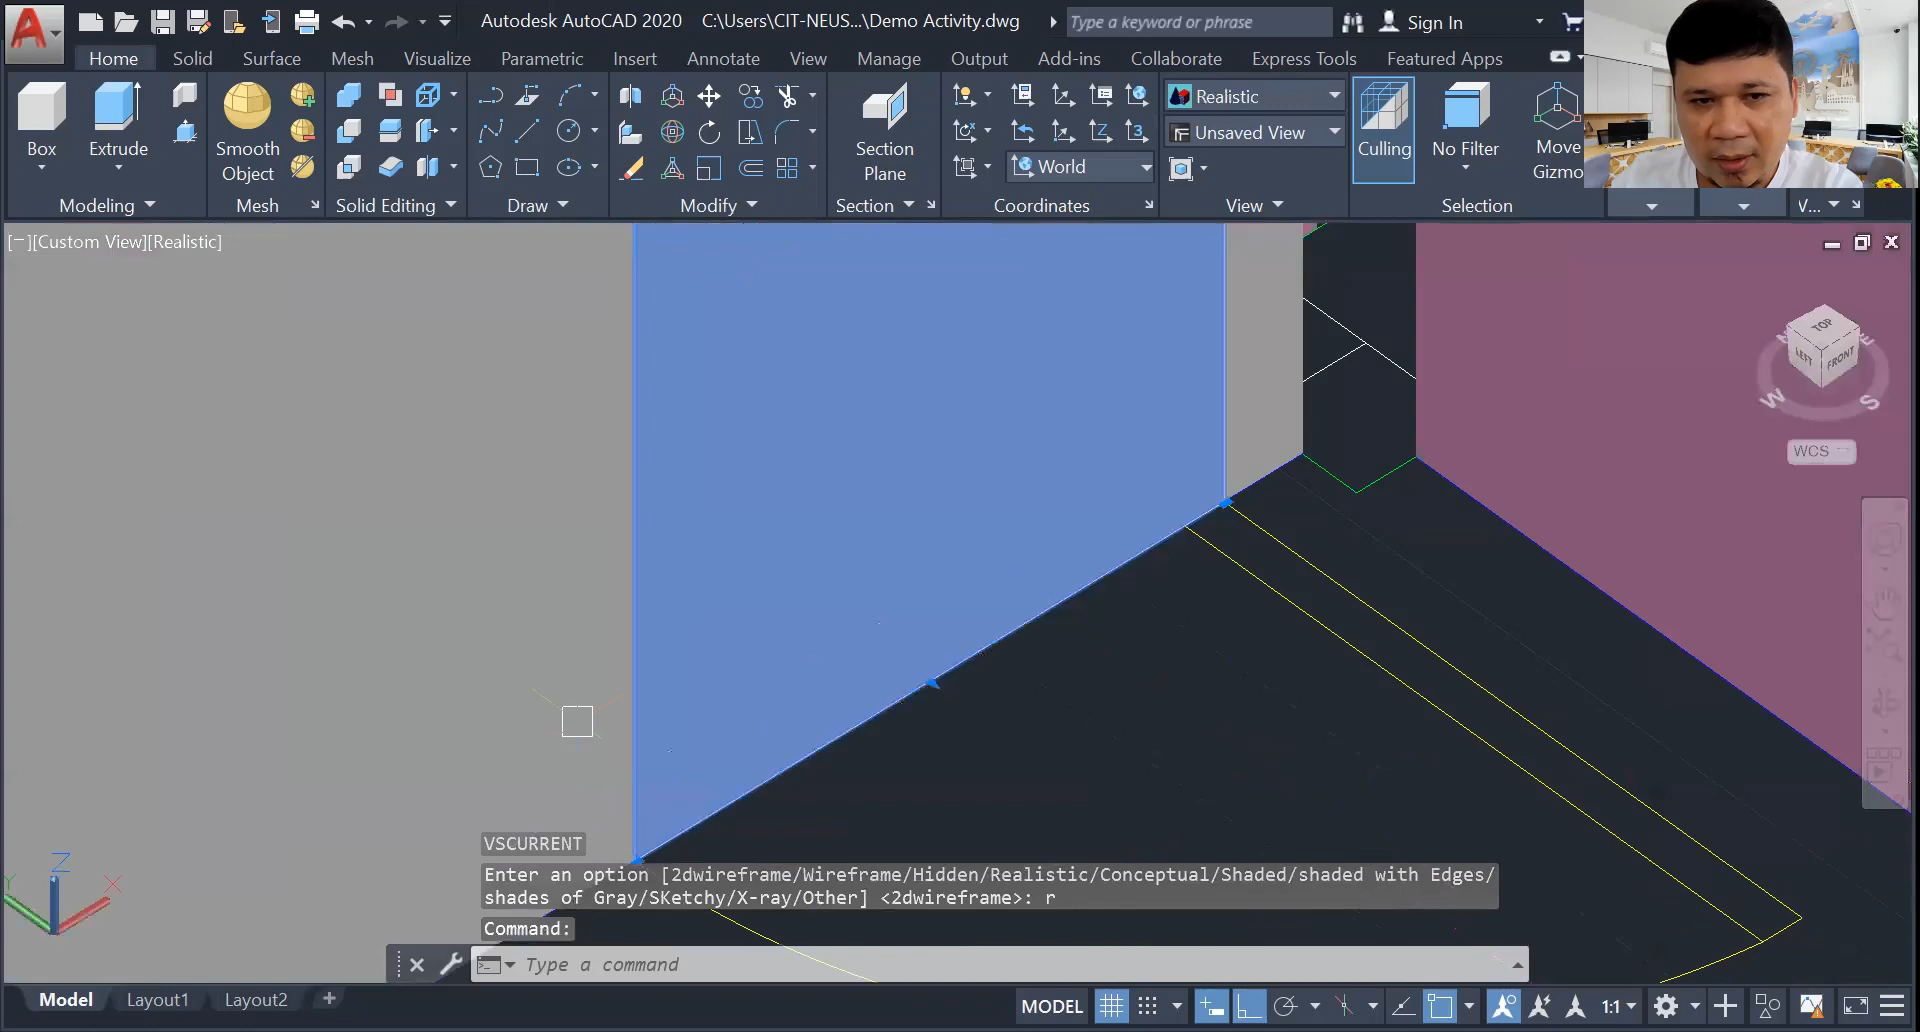 Autodesk AutoCAD 2020 C:\Users\CIT-NEUS...\Demo Activity.dwg
Type a keyword or phrase
Sign In
Home Solid Surface Mesh Visualize Parametric Insert Annotate View Manage Output Add-ins Collaborate Express Tools Featured Apps
Box
Extrude
Smooth
Object
Section
Plane
Realistic
Unsaved View
World
Culling
No Filter
Move
Gizmo
Modeling Mesh Solid Editing Draw Modify Section Coordinates View Selection V...
[−][Custom View][Realistic]
TOP
LEFT FRONT
W S
WCS
VSCURRENT
Enter an option [2dwireframe/Wireframe/Hidden/Realistic/Conceptual/Shaded/shaded with Edges/
shades of Gray/SKetchy/X-ray/Other] <2dwireframe>: r
Command:
Type a command
Z
X
Y
Model Layout1 Layout2 +
MODEL 1:1